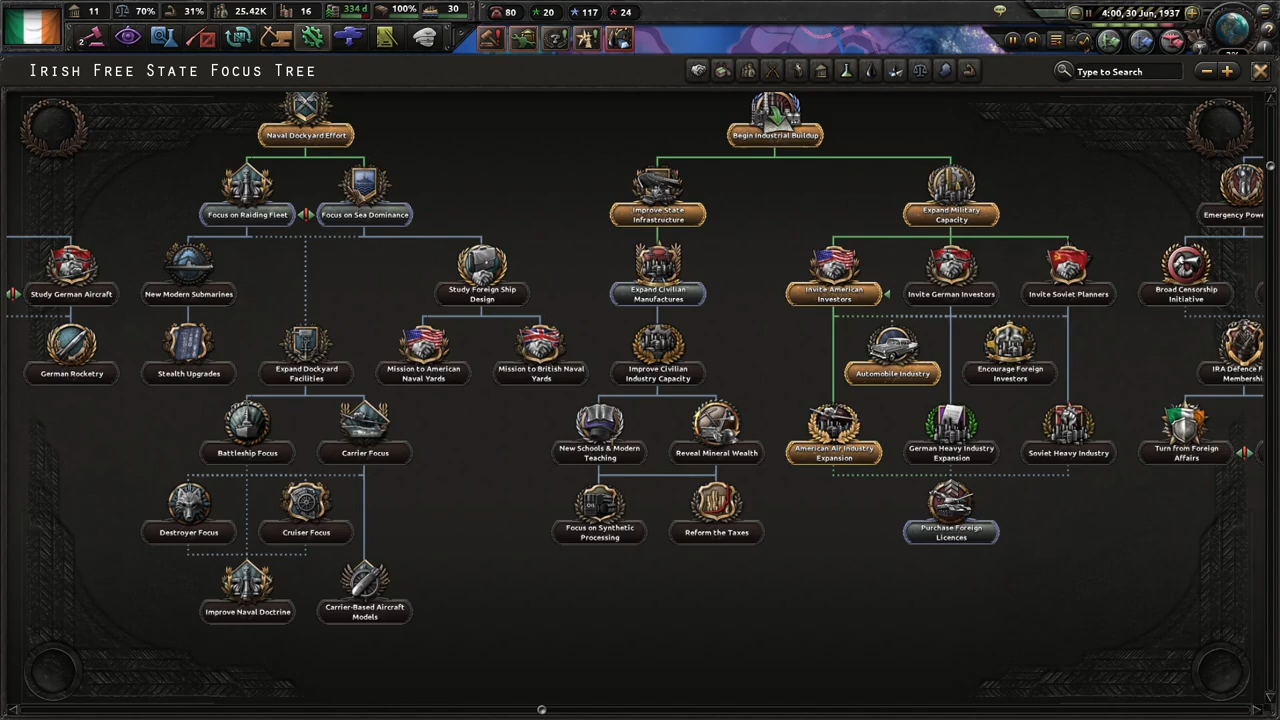 11 70% 31% 25.42K 16 334 d 100% 30 80 20 117 24 4:00, 30 Jun, 1937
2
Irish Free State Focus Tree
Type to Search
Naval Dockyard Effort
Begin Industrial Buildup
Focus on Raiding Fleet
Focus on Sea Dominance
Improve State
Infrastructure
Expand Military
Capacity
Emergency Powe
Study German Aircraft
New Modern Submarines
Study Foreign Ship
Design
Expand Civilian
Manufactures
Invite American
Investors
Invite German Investors
Invite Soviet Planners
Broad Censorship
Initiative
German Rocketry
Stealth Upgrades
Expand Dockyard
Facilities
Mission to American
Naval Yards
Mission to British Naval
Yards
Improve Civilian
Industry Capacity
Automobile Industry
Encourage Foreign
Investors
IRA Defence F
Membershi
Battleship Focus
Carrier Focus
New Schools & Modern
Teaching
Reveal Mineral Wealth
American Air Industry
Expansion
German Heavy Industry
Expansion
Soviet Heavy Industry
Turn from Foreign
Affairs
Destroyer Focus
Cruiser Focus
Focus on Synthetic
Processing
Reform the Taxes
Purchase Foreign
Licences
Improve Naval Doctrine
Carrier-Based Aircraft
Models